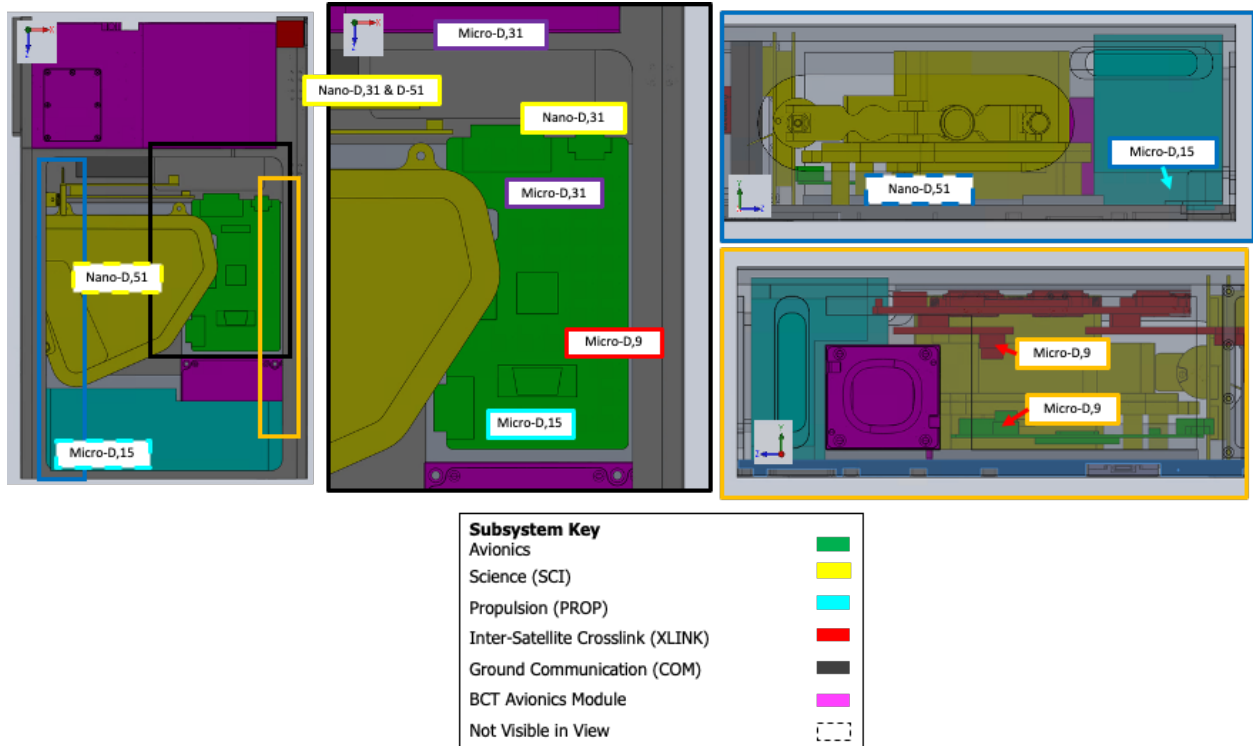 Micro-D,31
Nano-D,31 & D-51
Nano-D,31
Micro-D,31
Nano-D,51
Micro-D,9
Micro-D,15
Micro-D,15
Micro-D,15
Nano-D,51
Micro-D,9
Micro-D,9
X
Z
X
Z
Y
Z
Y
Z
Subsystem Key
Avionics
Science (SCI)
Propulsion (PROP)
Inter-Satellite Crosslink (XLINK)
Ground Communication (COM)
BCT Avionics Module
Not Visible in View